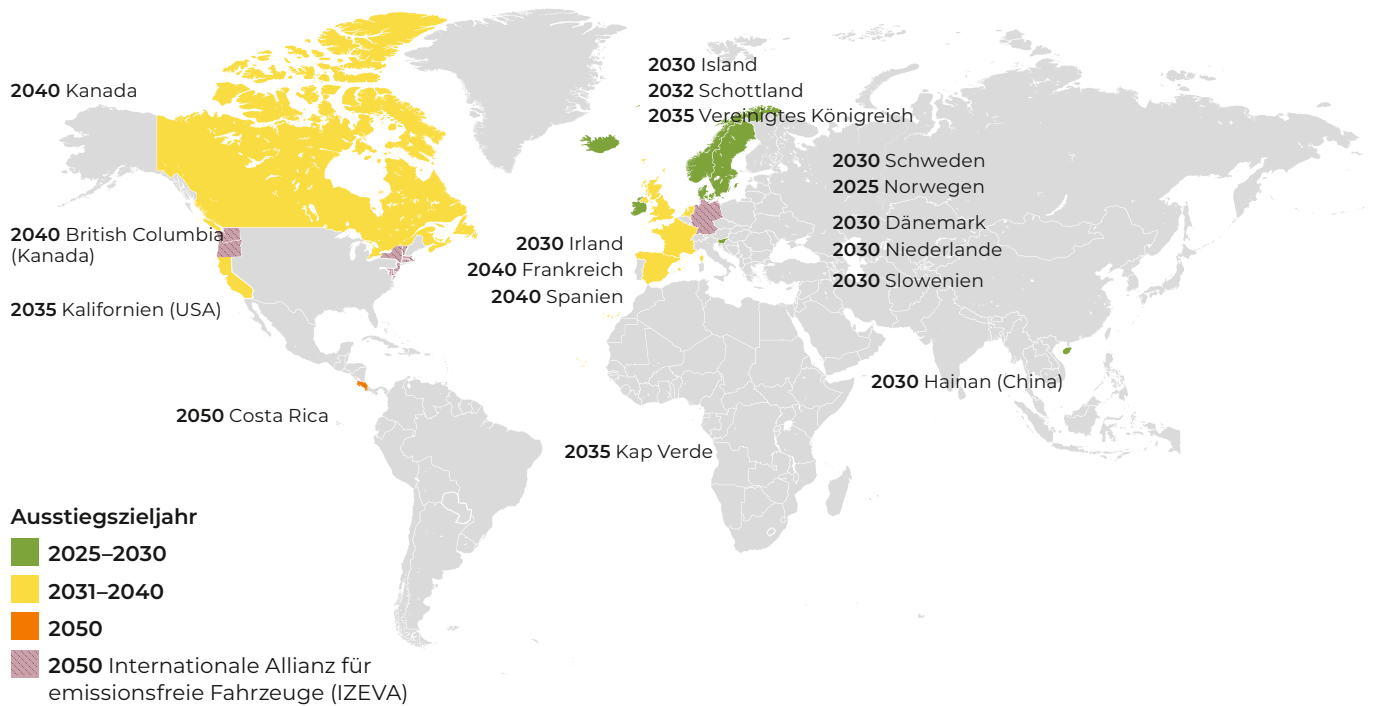 2040 Kanada
2040 British Columbia
(Kanada)
2035 Kalifornien (USA)
2050 Costa Rica
2030 Island
2032 Schottland
2035 Vereinigtes Königreich
2030 Schweden
2025 Norwegen
2030 Dänemark
2030 Niederlande
2030 Slowenien
2030 Irland
2040 Frankreich
2040 Spanien
2030 Hainan (China)
2035 Kap Verde
Ausstiegszieljahr
2025–2030
2031–2040
2050
2050 Internationale Allianz für
emissionsfreie Fahrzeuge (IZEVA)